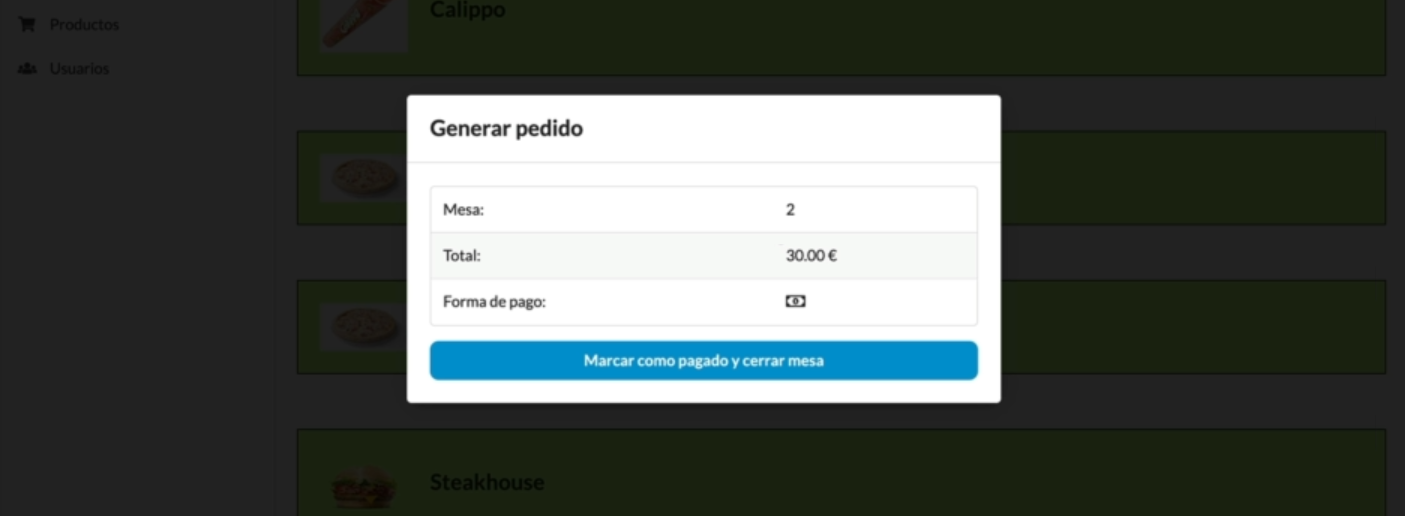 Productos
Usuarios
Calippo
Generar pedido
Mesa: 2
Total: 30.00 €
Forma de pago:
Marcar como pagado y cerrar mesa
Steakhouse